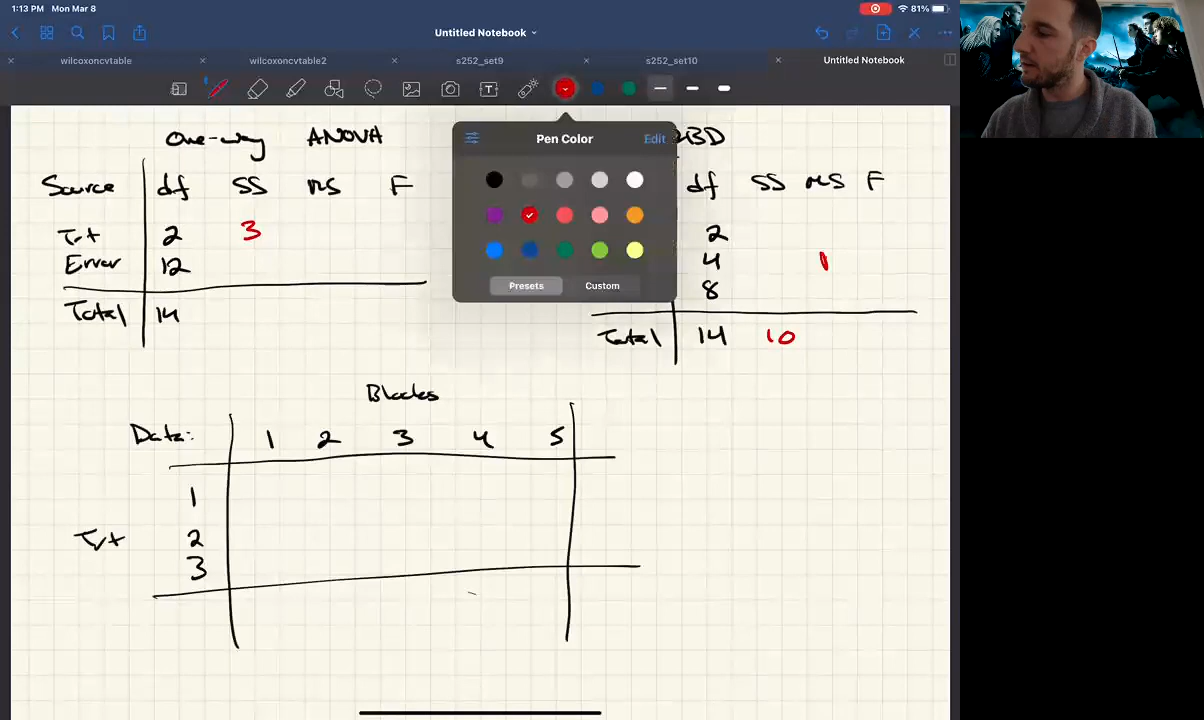 1:13 PM Mon Mar 8
81%
Untitled Notebook
wilcoxoncvtable
wilcoxoncvtable2
s252_set9
s252_set10
Untitled Notebook
One-way ANOVA
Source df SS MS F
Trt 2 3
Error 12
Total 14
Pen Color
Edit
Presets
Custom
BD
df SS MS F
2
4 1
8
Total 14 10
Blocks
Data: 1 2 3 4 5
1
Trt 2
3